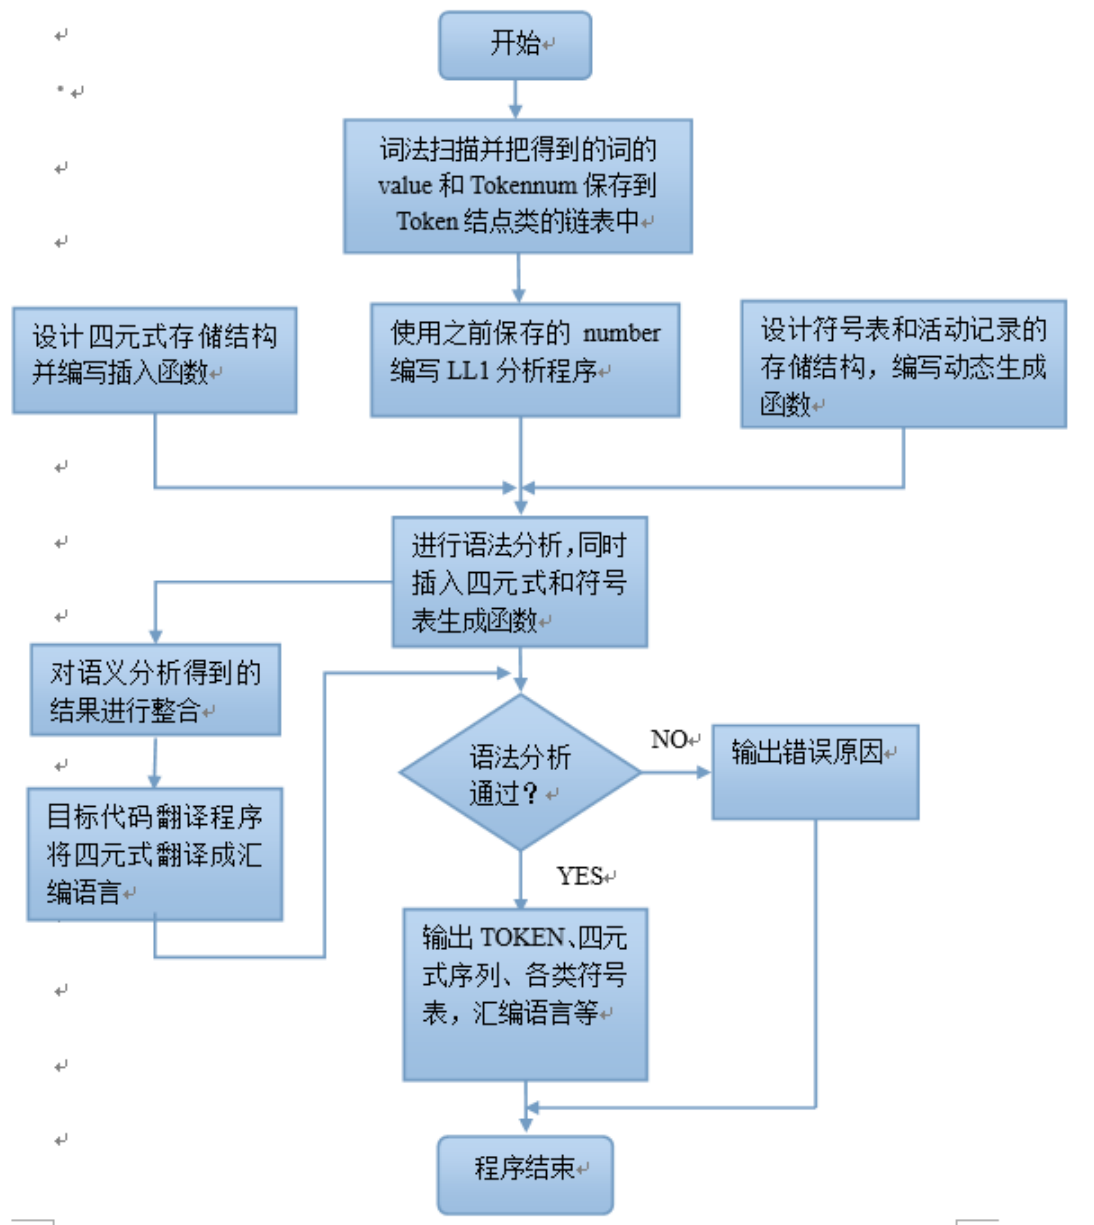 开始
词法扫描并把得到的词的
value 和 Tokennum 保存到
Token 结点类的链表中
设计四元式存储结构
并编写插入函数
使用之前保存的 number
编写 LL1 分析程序
设计符号表和活动记录的
存储结构，编写动态生成
函数
进行语法分析，同时
插入四元式和符号
表生成函数
对语义分析得到的
结果进行整合
目标代码翻译程序
将四元式翻译成汇
编语言
语法分析
通过？
NO
输出错误原因
YES
输出 TOKEN、四元
式序列、各类符号
表，汇编语言等
程序结束